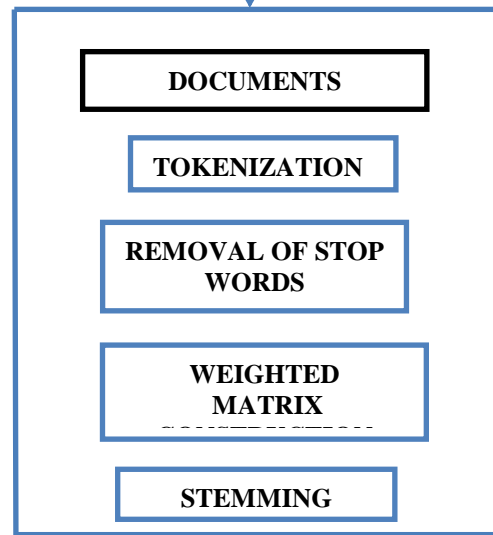 DOCUMENTS
TOKENIZATION
REMOVAL OF STOP
WORDS
WEIGHTED
MATRIX
STEMMING